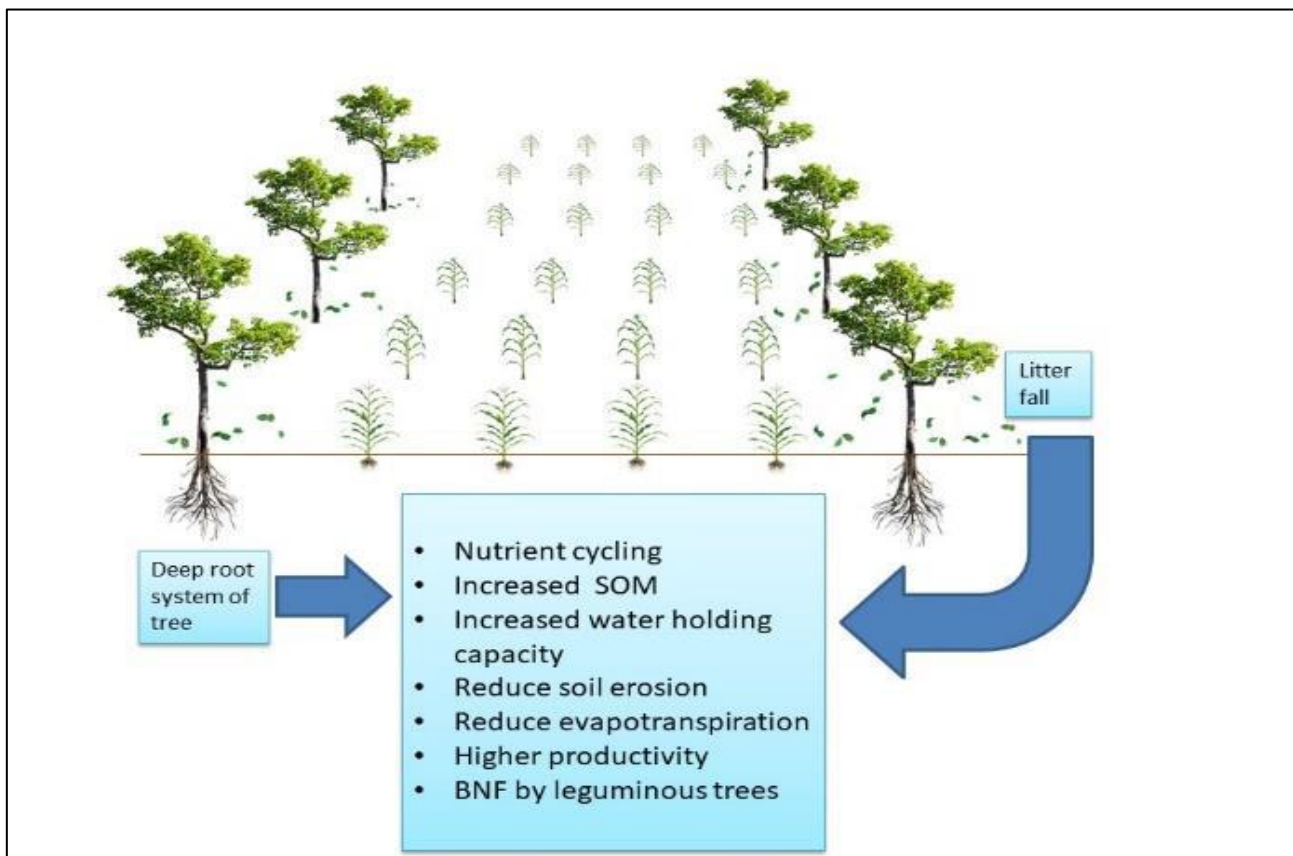 Litter
fall
Deep root
system of
tree
• Nutrient cycling
• Increased SOM
• Increased water holding
capacity
• Reduce soil erosion
• Reduce evapotranspiration
• Higher productivity
• BNF by leguminous trees